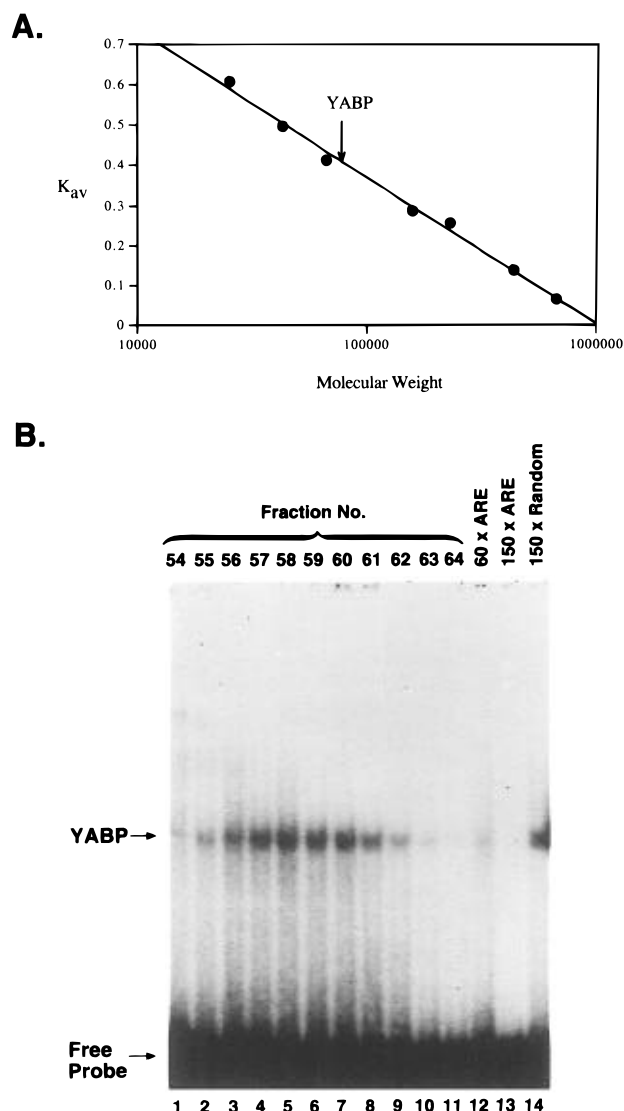 A.
0.7
0.6
0.5
0.4
0.3
0.2
0.1
0
K_av
YABP
10000 100000 1000000
Molecular Weight
B.
Fraction No.
60 x ARE
150 x ARE
150 x Random
54 55 56 57 58 59 60 61 62 63 64
YABP
Free
Probe
1 2 3 4 5 6 7 8 9 10 11 12 13 14